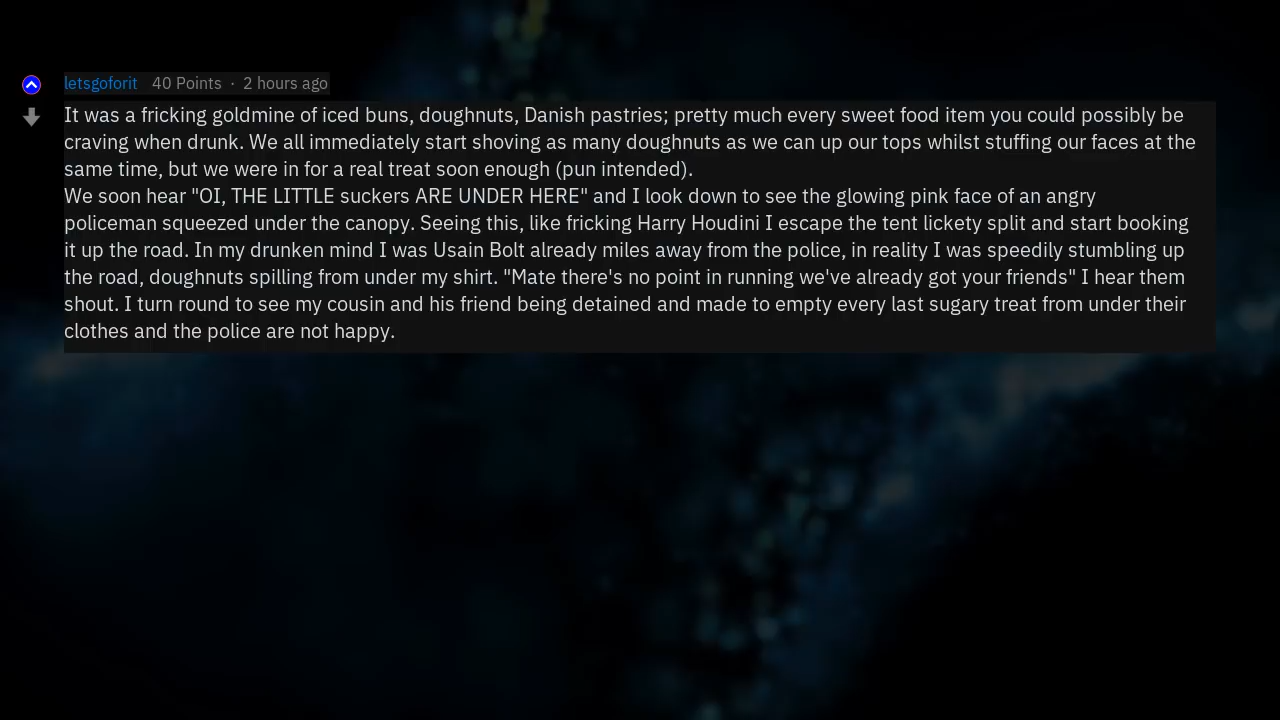 letsgoforit 40 Points · 2 hours ago
It was a fricking goldmine of iced buns, doughnuts, Danish pastries; pretty much every sweet food item you could possibly be
craving when drunk. We all immediately start shoving as many doughnuts as we can up our tops whilst stuffing our faces at the
same time, but we were in for a real treat soon enough (pun intended).
We soon hear "OI, THE LITTLE suckers ARE UNDER HERE" and I look down to see the glowing pink face of an angry
policeman squeezed under the canopy. Seeing this, like fricking Harry Houdini I escape the tent lickety split and start booking
it up the road. In my drunken mind I was Usain Bolt already miles away from the police, in reality I was speedily stumbling up
the road, doughnuts spilling from under my shirt. "Mate there's no point in running we've already got your friends" I hear them
shout. I turn round to see my cousin and his friend being detained and made to empty every last sugary treat from under their
clothes and the police are not happy.